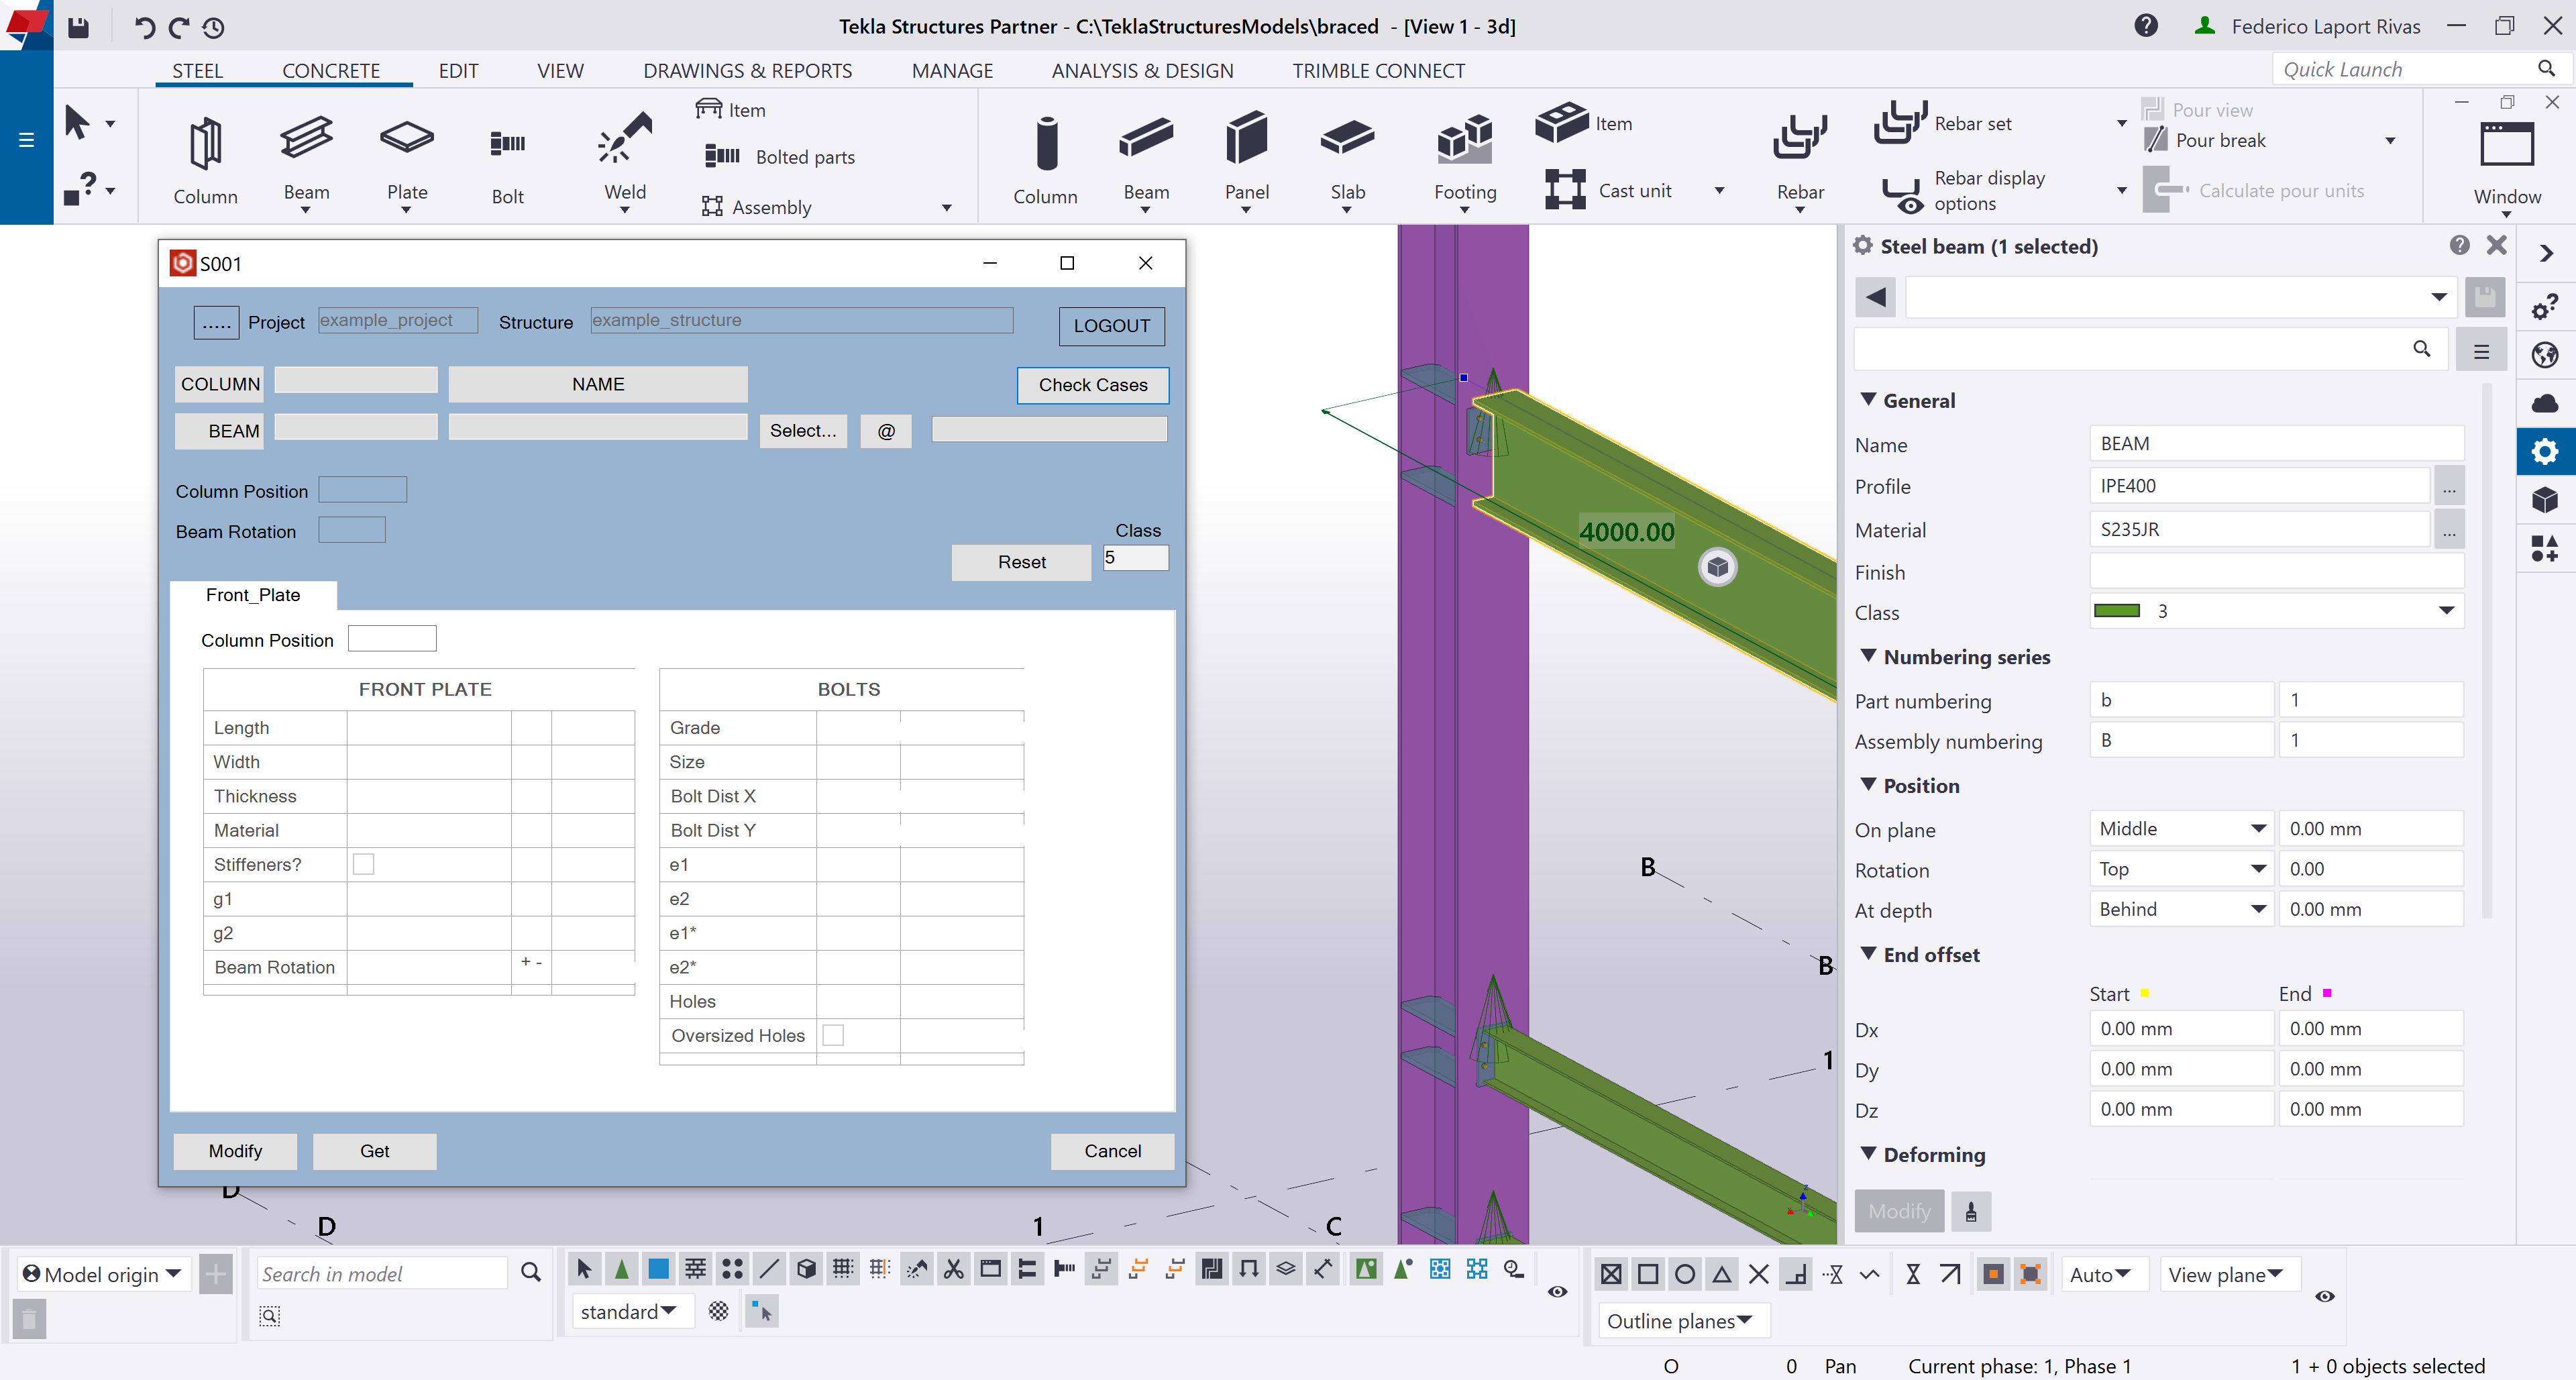 Tekla Structures Partner - C:\TeklaStructuresModels\braced - [View 1 - 3d]
Federico Laport Rivas
STEEL CONCRETE EDIT VIEW DRAWINGS & REPORTS MANAGE ANALYSIS & DESIGN TRIMBLE CONNECT
Quick Launch
Column
Beam
Plate
Bolt
Weld
Item
Bolted parts
Assembly
Column
Beam
Panel
Slab
Footing
Item
Cast unit
Rebar
Rebar set
Rebar display
options
Pour view
Pour break
Calculate pour units
Window
S001
..... Project example_project Structure example_structure LOGOUT
COLUMN NAME Check Cases
BEAM Select... @
Column Position
Beam Rotation
Class
Reset 5
Front_Plate
Column Position
FRONT PLATE
Length
Width
Thickness
Material
Stiffeners?
g1
g2
Beam Rotation + -
BOLTS
Grade
Size
Bolt Dist X
Bolt Dist Y
e1
e2
e1*
e2*
Holes
Oversized Holes
Modify Get Cancel
4000.00
B
B
1
D
D
1
C
Steel beam (1 selected)
General
Name BEAM
Profile IPE400 ...
Material S235JR ...
Finish
Class 3
Numbering series
Part numbering b 1
Assembly numbering B 1
Position
On plane Middle 0.00 mm
Rotation Top 0.00
At depth Behind 0.00 mm
End offset
Start End
Dx 0.00 mm 0.00 mm
Dy 0.00 mm 0.00 mm
Dz 0.00 mm 0.00 mm
Deforming
Modify
Model origin
Search in model
standard
Auto
View plane
Outline planes
O 0 Pan Current phase: 1, Phase 1 1 + 0 objects selected